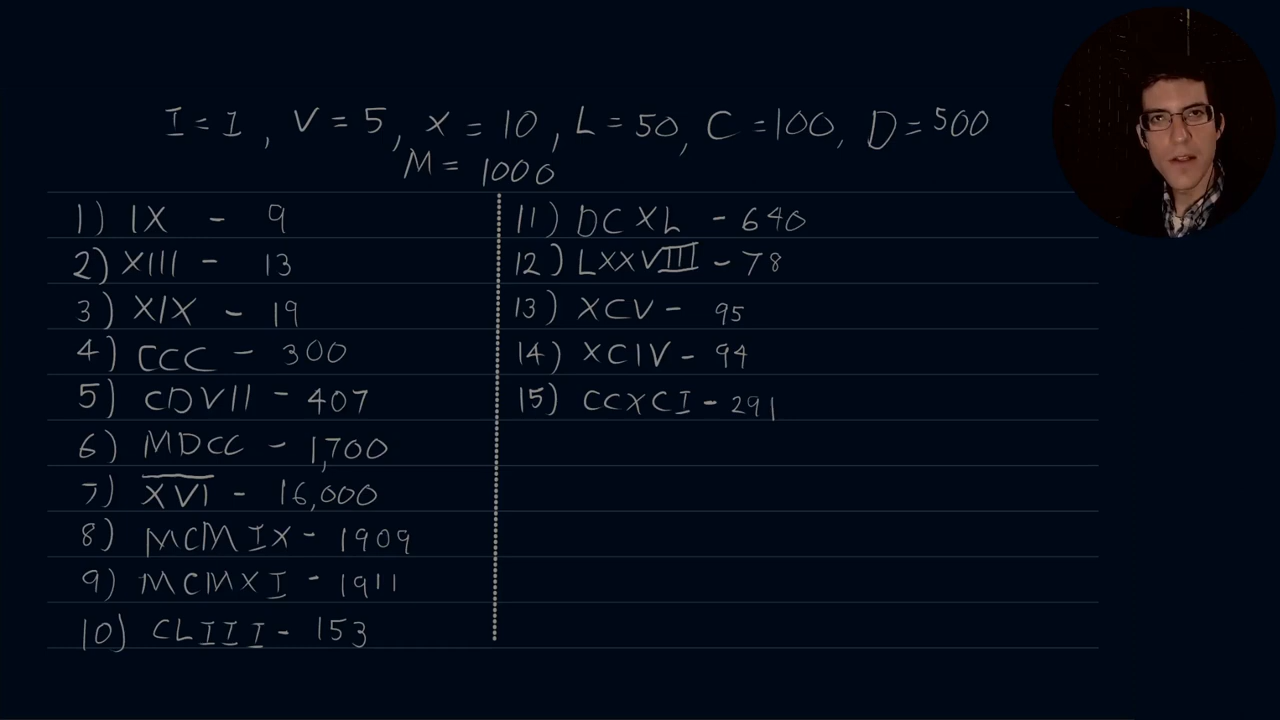 I = I, V = 5, X = 10, L = 50, C = 100, D = 500
M = 1000
1) IX - 9
2) XIII - 13
3) XIX - 19
4) CCC - 300
5) CDVII - 407
6) MDCC - 1,700
7) X̅V̅I̅ - 16,000
8) MCMIX - 1909
9) MCMXI - 1911
10) CLIII - 153
11) DCXL - 640
12) LXXVIII - 78
13) XCV - 95
14) XCIV - 94
15) CCXCI - 291